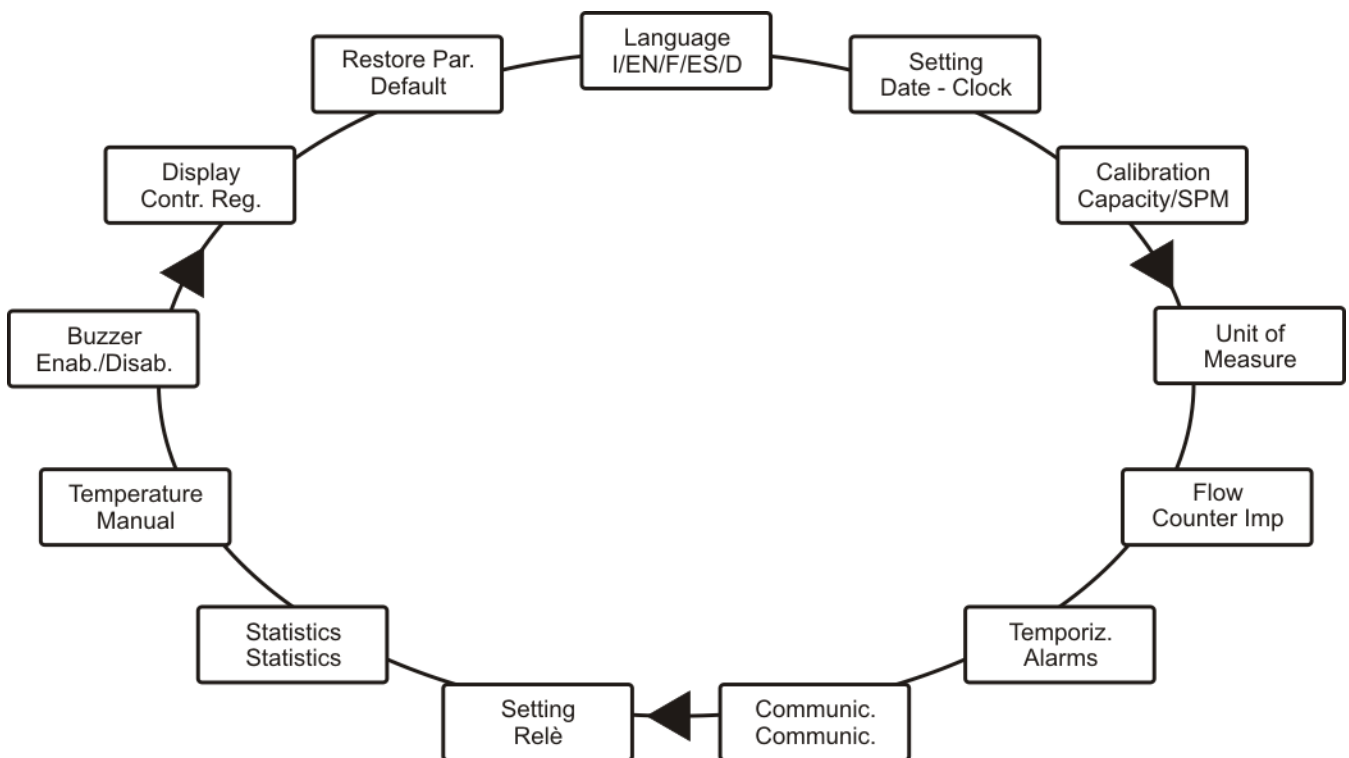 Language
I/EN/F/ES/D
Setting
Date - Clock
Calibration
Capacity/SPM
Unit of
Measure
Flow
Counter Imp
Temporiz.
Alarms
Communic.
Communic.
Setting
Relè
Statistics
Statistics
Temperature
Manual
Buzzer
Enab./Disab.
Display
Contr. Reg.
Restore Par.
Default